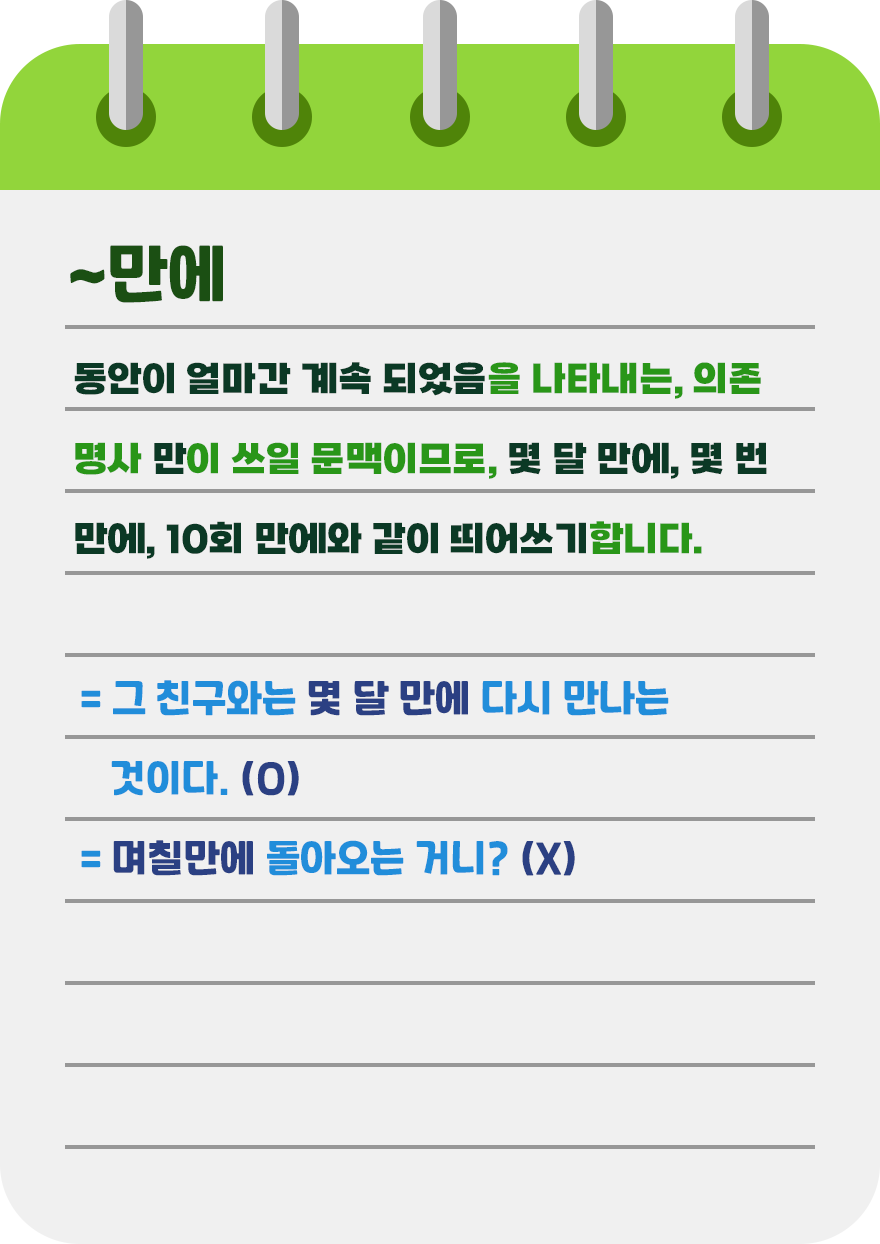 ~만에
동안이 얼마간 계속 되었음을 나타내는, 의존
명사 만이 쓰일 문맥이므로, 몇 달 만에, 몇 번
만에, 10회 만에와 같이 띄어쓰기합니다.
= 그 친구와는 몇 달 만에 다시 만나는
것이다. (O)
= 며칠만에 돌아오는 거니? (X)